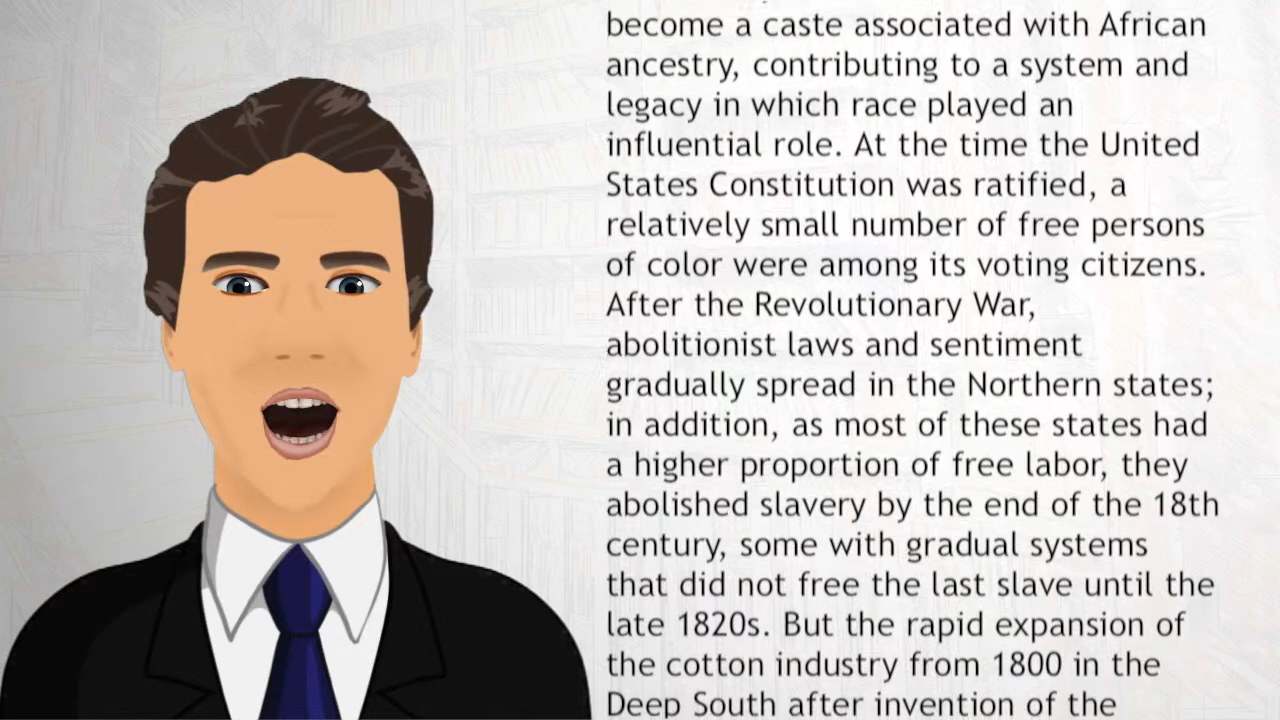 become a caste associated with African
ancestry, contributing to a system and
legacy in which race played an
influential role. At the time the United
States Constitution was ratified, a
relatively small number of free persons
of color were among its voting citizens.
After the Revolutionary War,
abolitionist laws and sentiment
gradually spread in the Northern states;
in addition, as most of these states had
a higher proportion of free labor, they
abolished slavery by the end of the 18th
century, some with gradual systems
that did not free the last slave until the
late 1820s. But the rapid expansion of
the cotton industry from 1800 in the
Deep South after invention of the